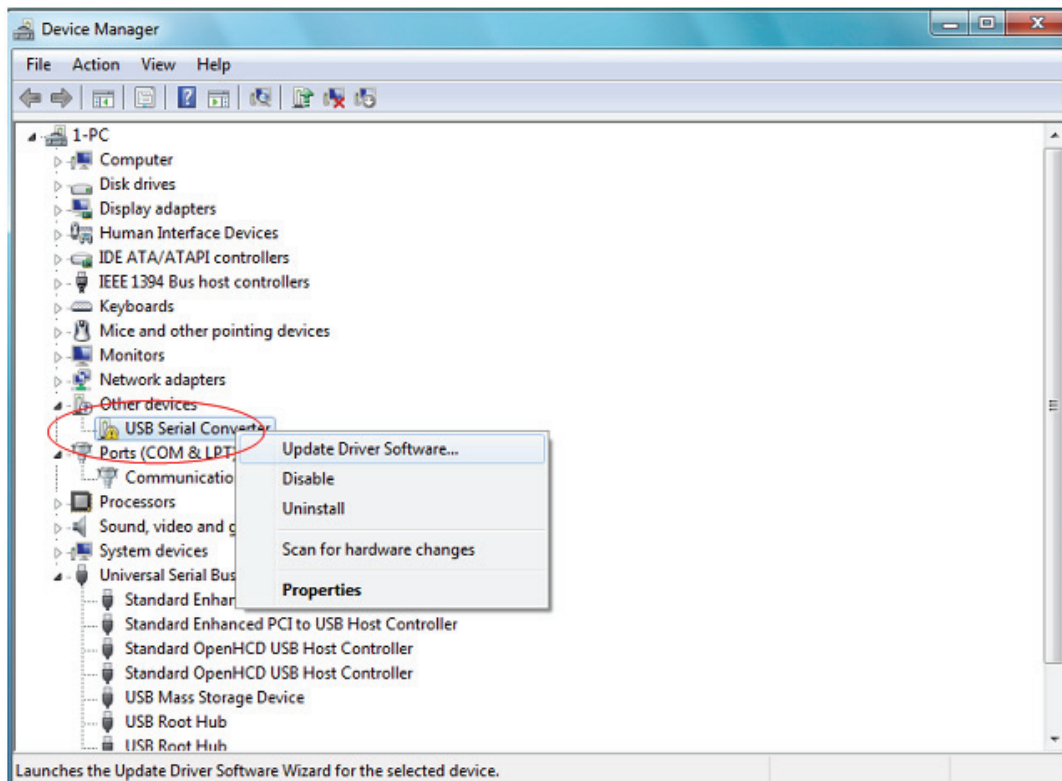 Device Manager
File Action View Help
1-PC
Computer
Disk drives
Display adapters
Human Interface Devices
IDE ATA/ATAPI controllers
IEEE 1394 Bus host controllers
Keyboards
Mice and other pointing devices
Monitors
Network adapters
Other devices
USB Serial Converter
Ports (COM & LPT)
Communicatio
Processors
Sound, video and g
System devices
Universal Serial Bus
Standard Enhan
Standard Enhanced PCI to USB Host Controller
Standard OpenHCD USB Host Controller
Standard OpenHCD USB Host Controller
USB Mass Storage Device
USB Root Hub
USB Root Hub
Update Driver Software...
Disable
Uninstall
Scan for hardware changes
Properties
Launches the Update Driver Software Wizard for the selected device.